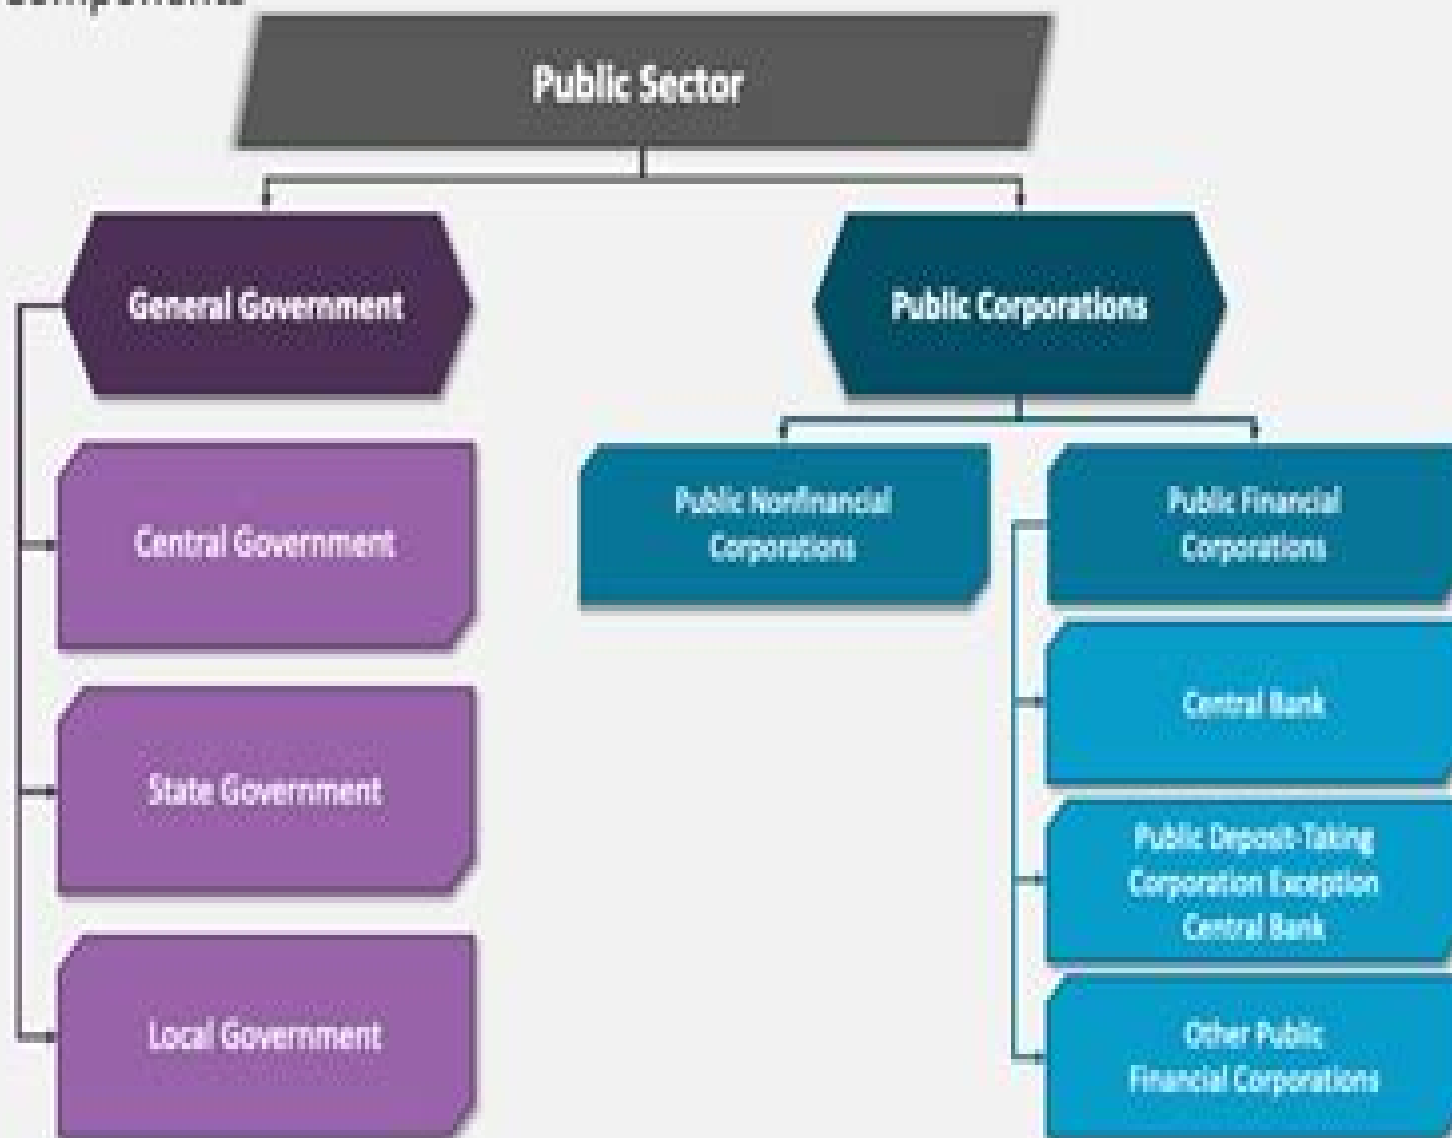 Public Sector
General Government
Public Corporations
Central Government
State Government
Local Government
Public Nonfinancial
Corporations
Public Financial
Corporations
Central Bank
Public Deposit-Taking
Corporation Exception
Central Bank
Other Public
Financial Corporations